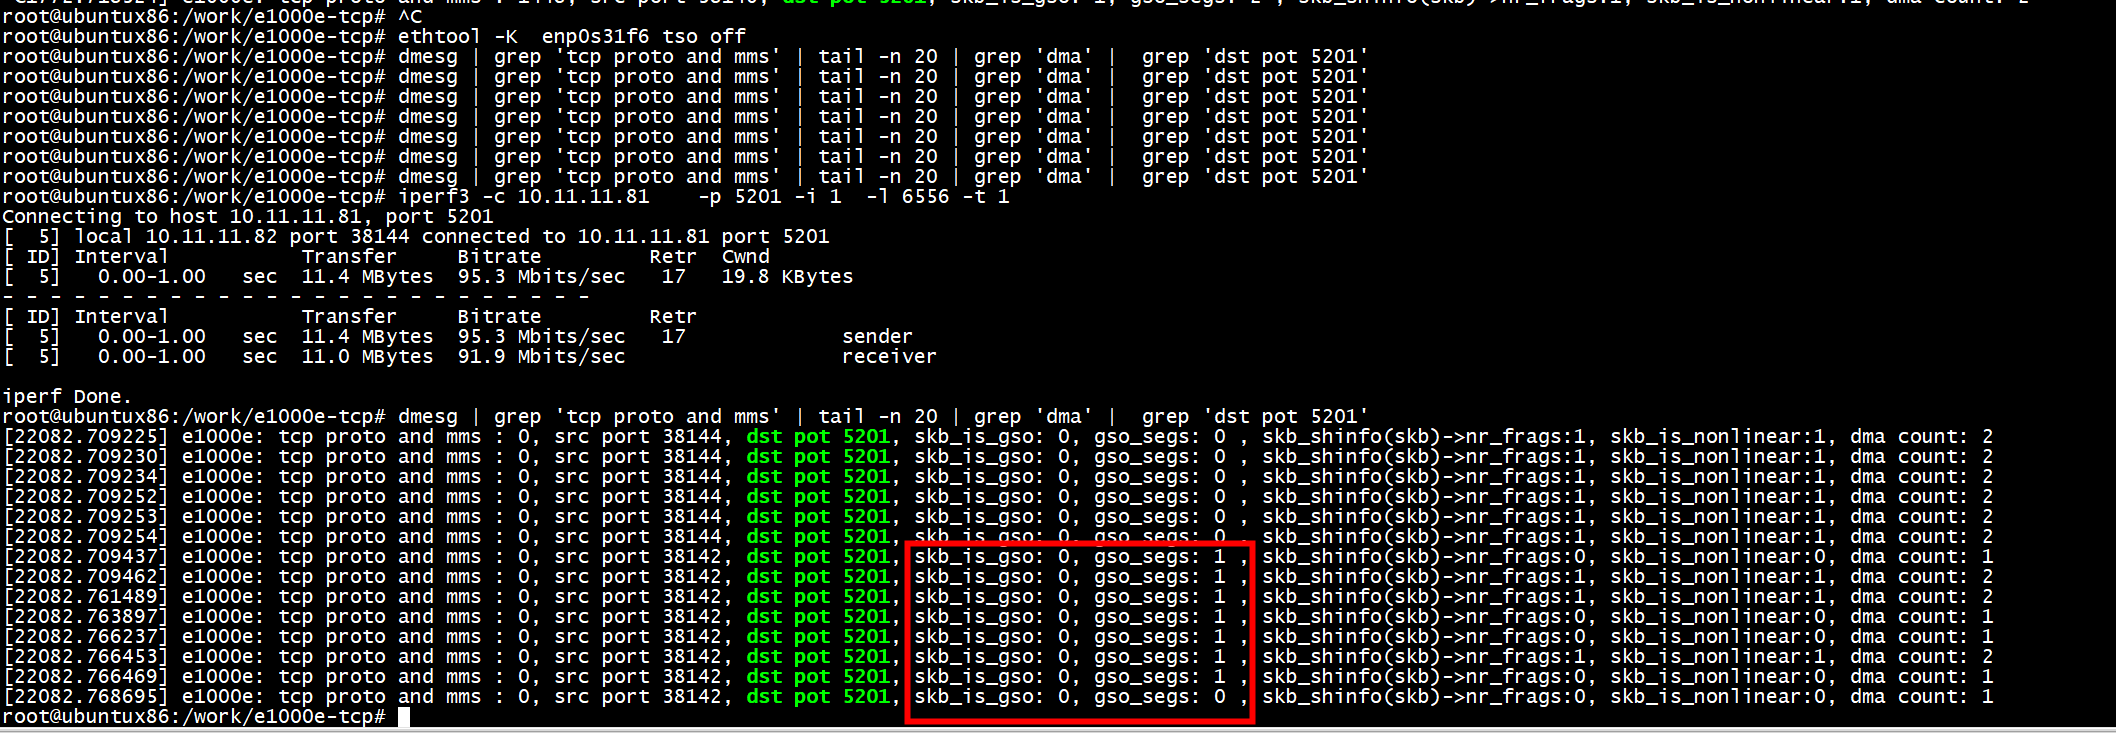 root@ubuntux86:/work/e1000e-tcp# ^C
root@ubuntux86:/work/e1000e-tcp# ethtool -K  enp0s31f6 tso off
root@ubuntux86:/work/e1000e-tcp# dmesg | grep 'tcp proto and mms' | tail -n 20 | grep 'dma' |  grep 'dst pot 5201'
root@ubuntux86:/work/e1000e-tcp# dmesg | grep 'tcp proto and mms' | tail -n 20 | grep 'dma' |  grep 'dst pot 5201'
root@ubuntux86:/work/e1000e-tcp# dmesg | grep 'tcp proto and mms' | tail -n 20 | grep 'dma' |  grep 'dst pot 5201'
root@ubuntux86:/work/e1000e-tcp# dmesg | grep 'tcp proto and mms' | tail -n 20 | grep 'dma' |  grep 'dst pot 5201'
root@ubuntux86:/work/e1000e-tcp# dmesg | grep 'tcp proto and mms' | tail -n 20 | grep 'dma' |  grep 'dst pot 5201'
root@ubuntux86:/work/e1000e-tcp# dmesg | grep 'tcp proto and mms' | tail -n 20 | grep 'dma' |  grep 'dst pot 5201'
root@ubuntux86:/work/e1000e-tcp# dmesg | grep 'tcp proto and mms' | tail -n 20 | grep 'dma' |  grep 'dst pot 5201'
root@ubuntux86:/work/e1000e-tcp# iperf3 -c 10.11.11.81    -p 5201 -i 1  -l 6556 -t 1
Connecting to host 10.11.11.81, port 5201
[  5] local 10.11.11.82 port 38144 connected to 10.11.11.81 port 5201
[ ID] Interval           Transfer     Bitrate         Retr  Cwnd
[  5]   0.00-1.00   sec  11.4 MBytes  95.3 Mbits/sec   17   19.8 KBytes
- - - - - - - - - - - - - - - - - - - - - - - - -
[ ID] Interval           Transfer     Bitrate         Retr
[  5]   0.00-1.00   sec  11.4 MBytes  95.3 Mbits/sec   17             sender
[  5]   0.00-1.00   sec  11.0 MBytes  91.9 Mbits/sec                  receiver
iperf Done.
root@ubuntux86:/work/e1000e-tcp# dmesg | grep 'tcp proto and mms' | tail -n 20 | grep 'dma' |  grep 'dst pot 5201'
[22082.709225] e1000e: tcp proto and mms : 0, src port 38144, dst pot 5201, skb_is_gso: 0, gso_segs: 0 , skb_shinfo(skb)->nr_frags:1, skb_is_nonlinear:1, dma count: 2
[22082.709230] e1000e: tcp proto and mms : 0, src port 38144, dst pot 5201, skb_is_gso: 0, gso_segs: 0 , skb_shinfo(skb)->nr_frags:1, skb_is_nonlinear:1, dma count: 2
[22082.709234] e1000e: tcp proto and mms : 0, src port 38144, dst pot 5201, skb_is_gso: 0, gso_segs: 0 , skb_shinfo(skb)->nr_frags:1, skb_is_nonlinear:1, dma count: 2
[22082.709252] e1000e: tcp proto and mms : 0, src port 38144, dst pot 5201, skb_is_gso: 0, gso_segs: 0 , skb_shinfo(skb)->nr_frags:1, skb_is_nonlinear:1, dma count: 2
[22082.709253] e1000e: tcp proto and mms : 0, src port 38144, dst pot 5201, skb_is_gso: 0, gso_segs: 0 , skb_shinfo(skb)->nr_frags:1, skb_is_nonlinear:1, dma count: 2
[22082.709254] e1000e: tcp proto and mms : 0, src port 38144, dst pot 5201, skb_is_gso: 0, gso_segs: 0 , skb_shinfo(skb)->nr_frags:1, skb_is_nonlinear:1, dma count: 2
[22082.709437] e1000e: tcp proto and mms : 0, src port 38142, dst pot 5201, skb_is_gso: 0, gso_segs: 1 , skb_shinfo(skb)->nr_frags:0, skb_is_nonlinear:0, dma count: 1
[22082.709462] e1000e: tcp proto and mms : 0, src port 38142, dst pot 5201, skb_is_gso: 0, gso_segs: 1 , skb_shinfo(skb)->nr_frags:1, skb_is_nonlinear:1, dma count: 2
[22082.761489] e1000e: tcp proto and mms : 0, src port 38142, dst pot 5201, skb_is_gso: 0, gso_segs: 1 , skb_shinfo(skb)->nr_frags:1, skb_is_nonlinear:1, dma count: 2
[22082.763897] e1000e: tcp proto and mms : 0, src port 38142, dst pot 5201, skb_is_gso: 0, gso_segs: 1 , skb_shinfo(skb)->nr_frags:0, skb_is_nonlinear:0, dma count: 1
[22082.766237] e1000e: tcp proto and mms : 0, src port 38142, dst pot 5201, skb_is_gso: 0, gso_segs: 1 , skb_shinfo(skb)->nr_frags:0, skb_is_nonlinear:0, dma count: 1
[22082.766453] e1000e: tcp proto and mms : 0, src port 38142, dst pot 5201, skb_is_gso: 0, gso_segs: 1 , skb_shinfo(skb)->nr_frags:1, skb_is_nonlinear:1, dma count: 2
[22082.766469] e1000e: tcp proto and mms : 0, src port 38142, dst pot 5201, skb_is_gso: 0, gso_segs: 1 , skb_shinfo(skb)->nr_frags:0, skb_is_nonlinear:0, dma count: 1
[22082.768695] e1000e: tcp proto and mms : 0, src port 38142, dst pot 5201, skb_is_gso: 0, gso_segs: 0 , skb_shinfo(skb)->nr_frags:0, skb_is_nonlinear:0, dma count: 1
root@ubuntux86:/work/e1000e-tcp#